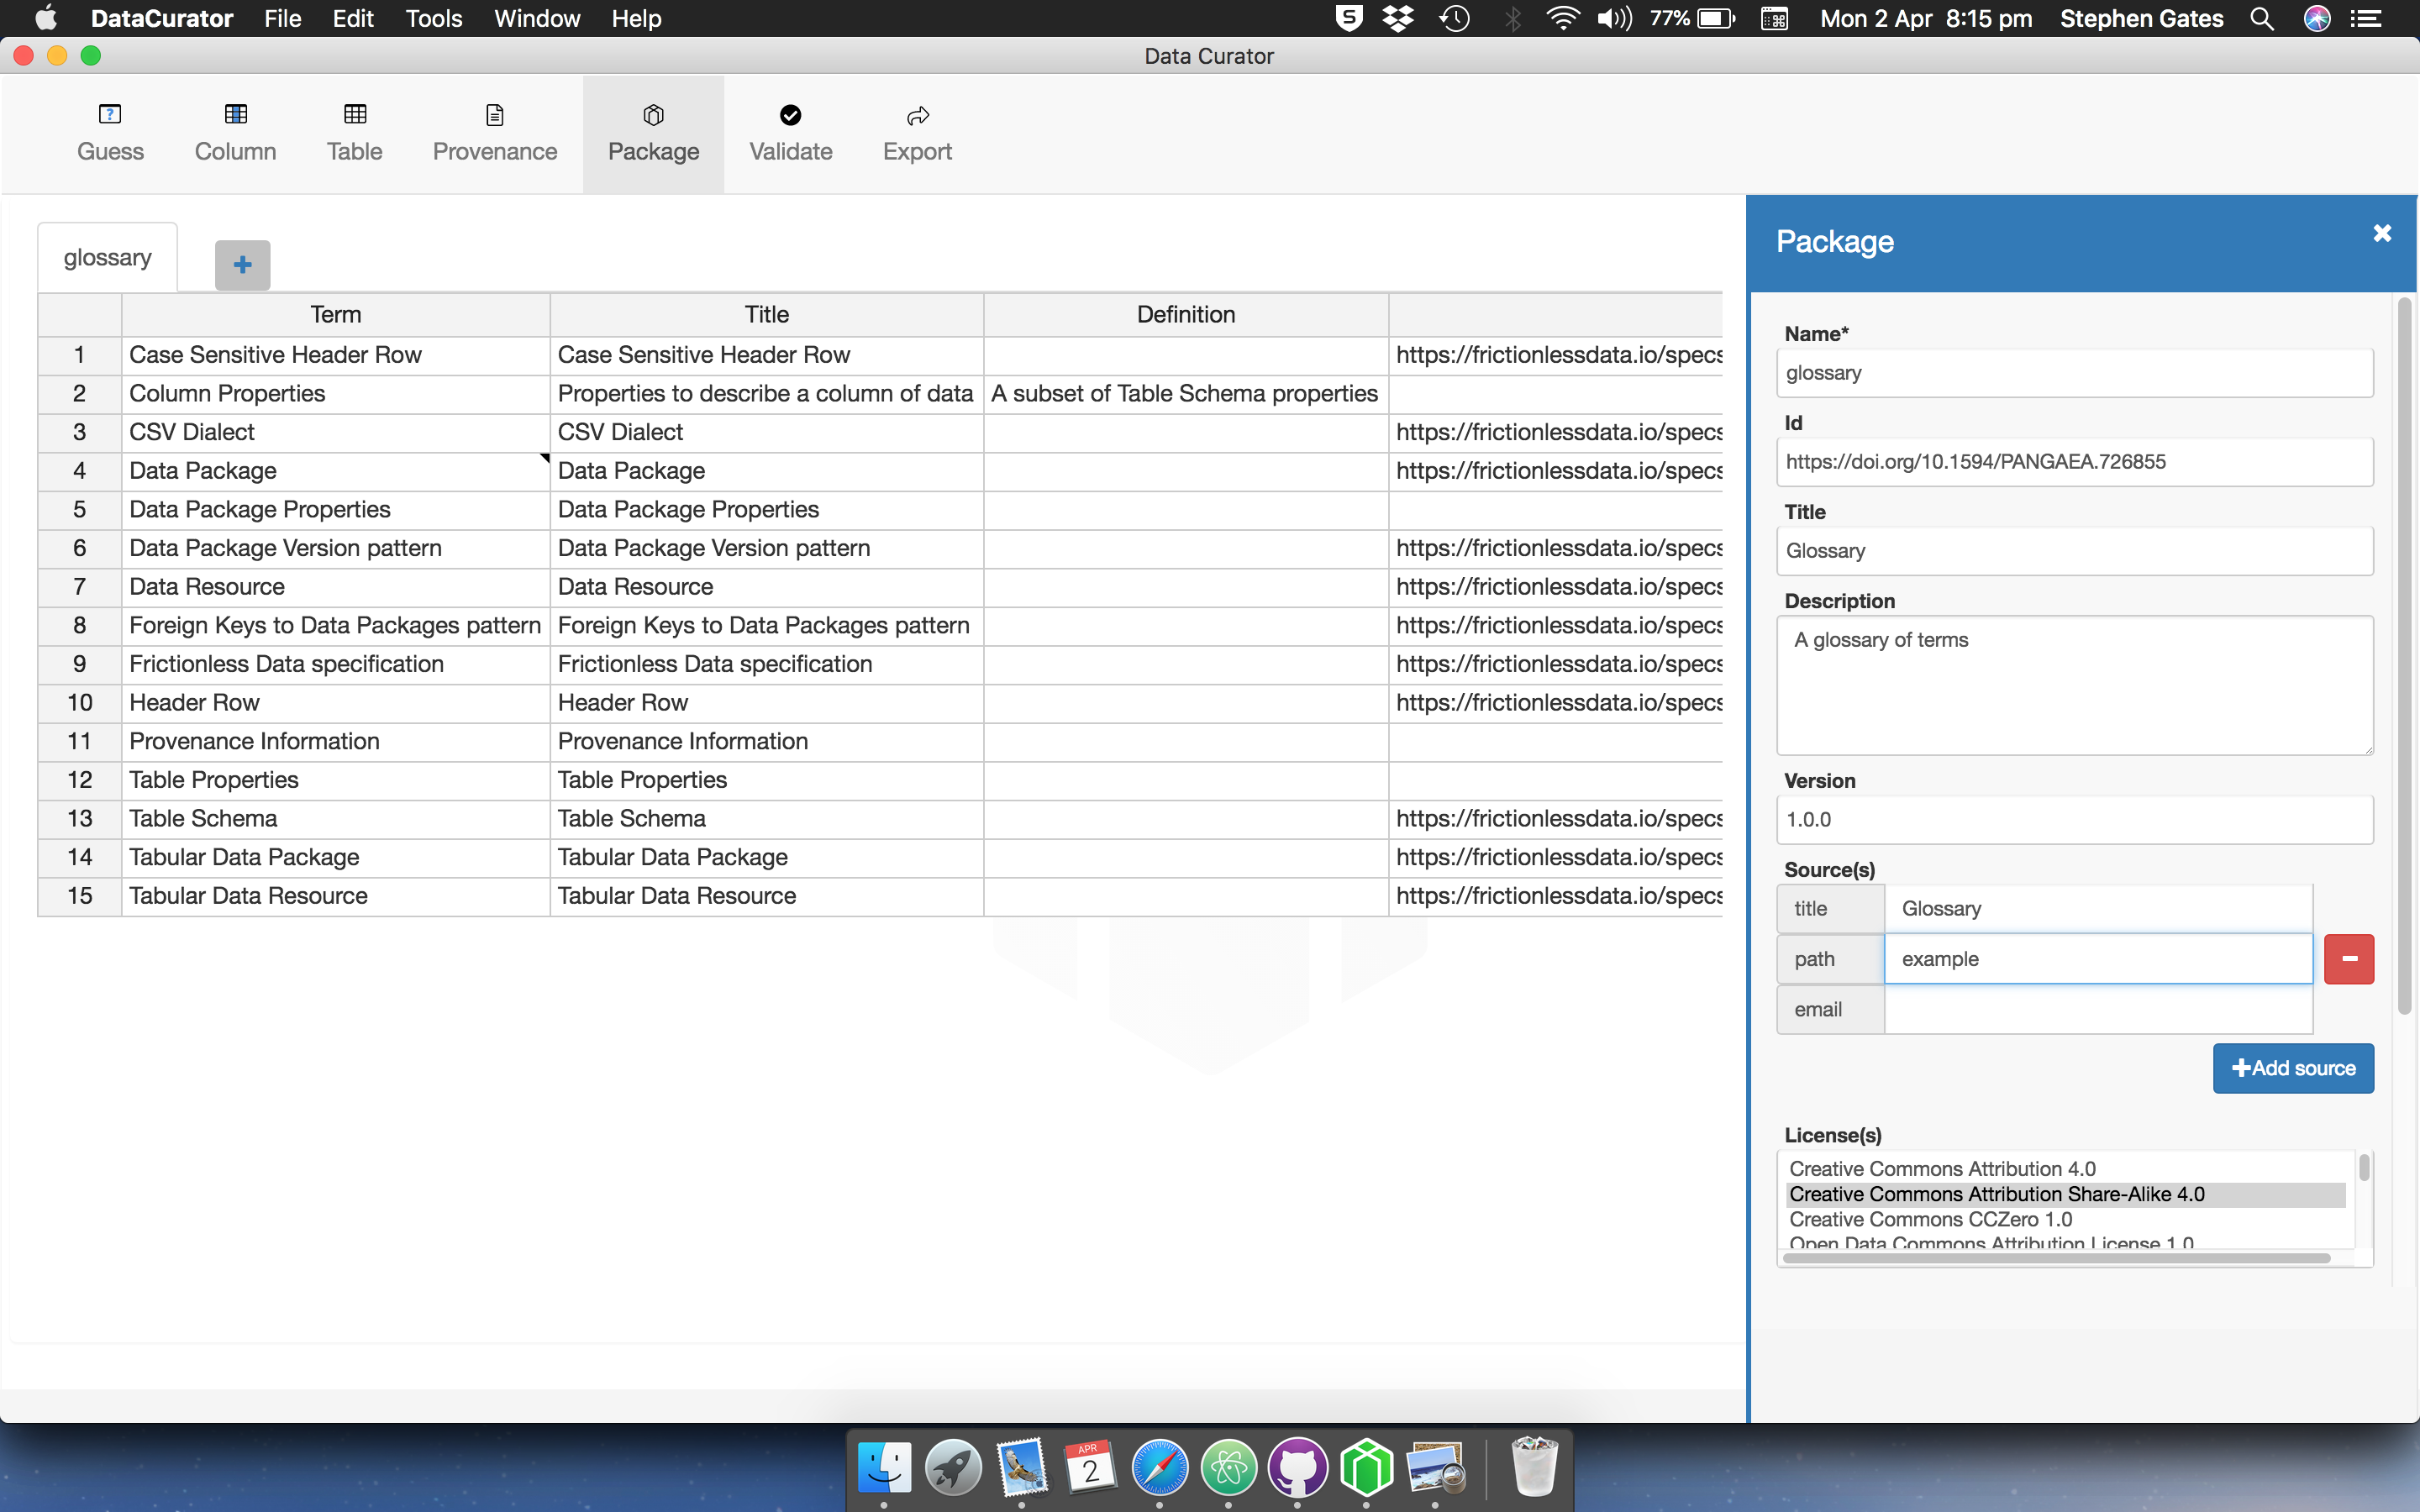 DataCurator File Edit Tools Window Help S 77% Mon 2 Apr 8:15 pm Stephen Gates
Data Curator
Guess Column Table Provenance Package Validate Export
glossary
Term Title Definition
1 Case Sensitive Header Row Case Sensitive Header Row https://frictionlessdata.io/specs
2 Column Properties Properties to describe a column of data A subset of Table Schema properties
3 CSV Dialect CSV Dialect https://frictionlessdata.io/specs
4 Data Package Data Package https://frictionlessdata.io/specs
5 Data Package Properties Data Package Properties
6 Data Package Version pattern Data Package Version pattern https://frictionlessdata.io/specs
7 Data Resource Data Resource https://frictionlessdata.io/specs
8 Foreign Keys to Data Packages pattern Foreign Keys to Data Packages pattern https://frictionlessdata.io/specs
9 Frictionless Data specification Frictionless Data specification https://frictionlessdata.io/specs
10 Header Row Header Row https://frictionlessdata.io/specs
11 Provenance Information Provenance Information
12 Table Properties Table Properties
13 Table Schema Table Schema https://frictionlessdata.io/specs
14 Tabular Data Package Tabular Data Package https://frictionlessdata.io/specs
15 Tabular Data Resource Tabular Data Resource https://frictionlessdata.io/specs
Package
Name*
glossary
Id
https://doi.org/10.1594/PANGAEA.726855
Title
Glossary
Description
A glossary of terms
Version
1.0.0
Source(s)
title Glossary
path example
email
Add source
License(s)
Creative Commons Attribution 4.0
Creative Commons Attribution Share-Alike 4.0
Creative Commons CCZero 1.0
Open Data Commons Attribution License 1.0
APR
2